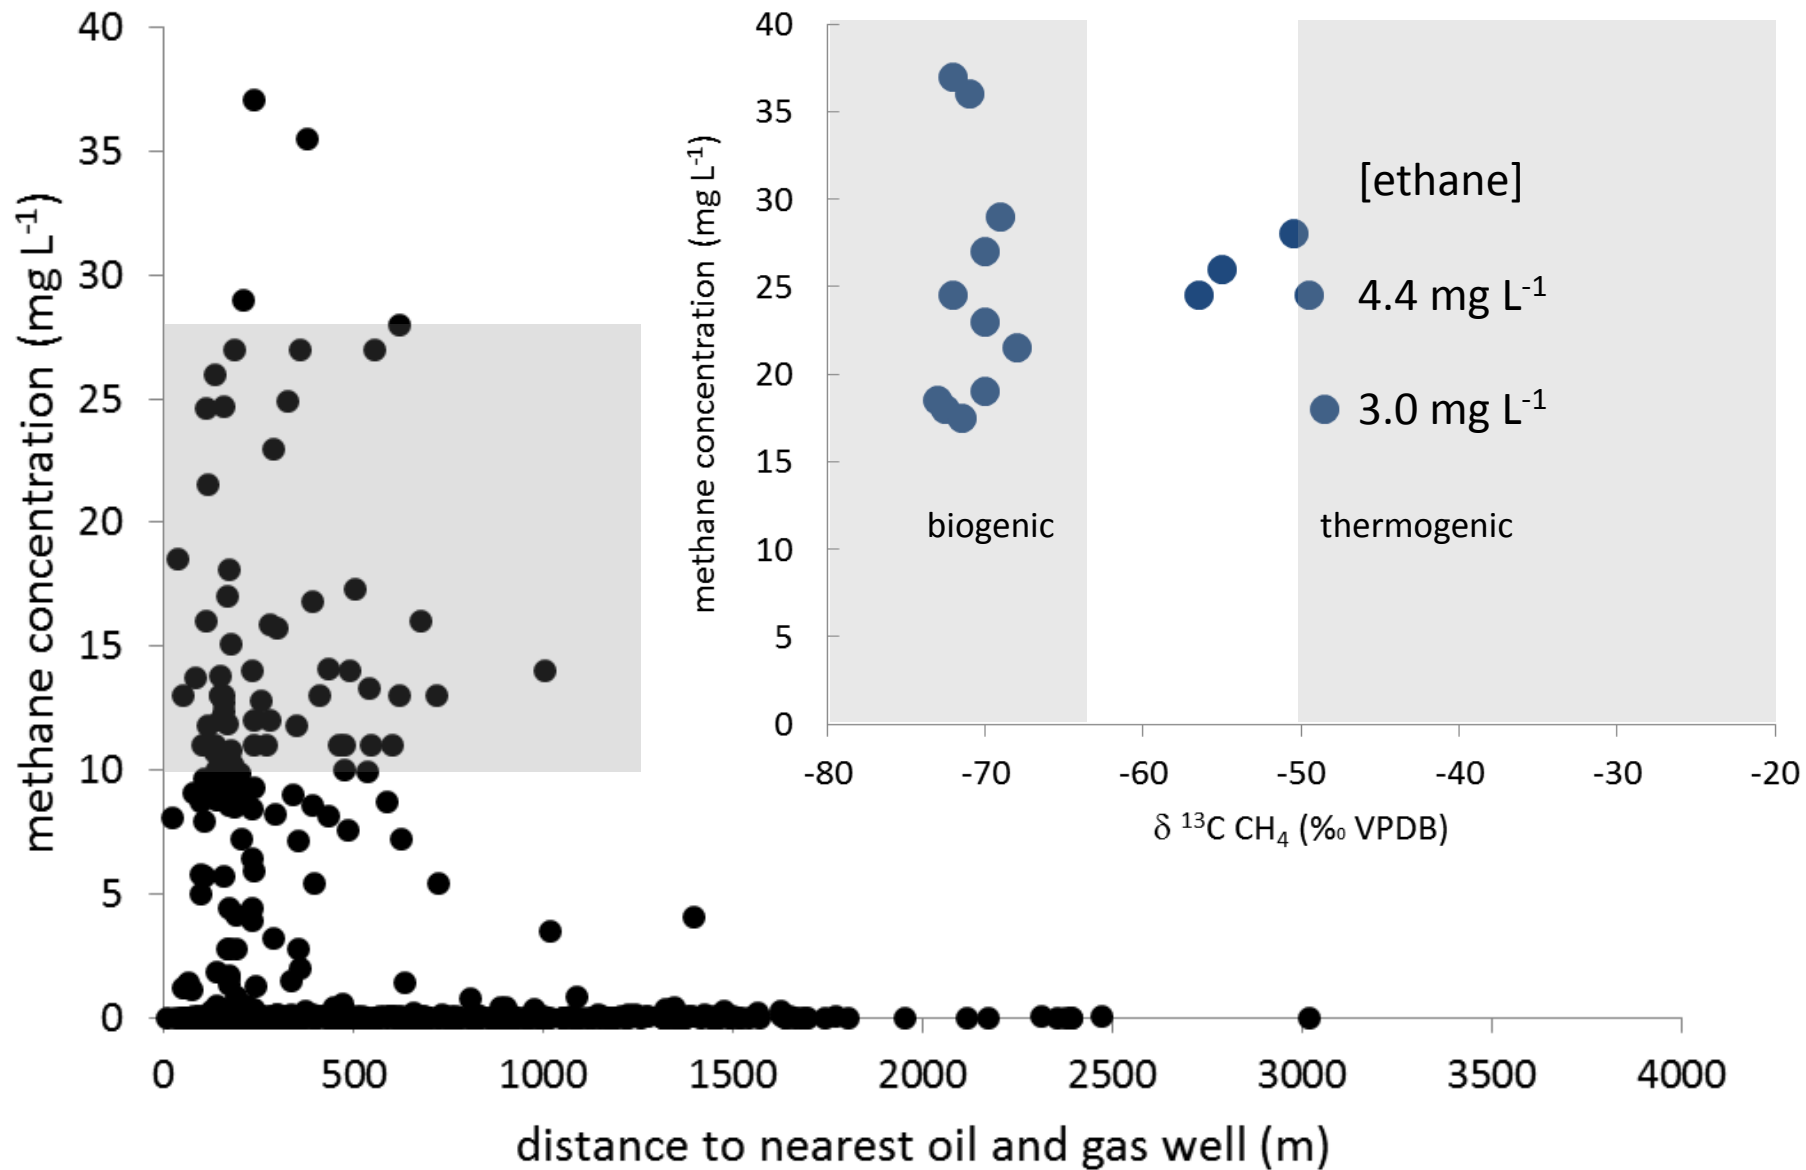 40
35
30
25
20
15
10
5
0
methane concentration (mg L⁻¹)
0 500 1000 1500 2000 2500 3000 3500 4000
distance to nearest oil and gas well (m)
40
35
30
25
20
15
10
5
0
methane concentration (mg L⁻¹)
[ethane]
4.4 mg L⁻¹
3.0 mg L⁻¹
biogenic thermogenic
-80 -70 -60 -50 -40 -30 -20
δ ¹³C CH₄ (‰ VPDB)